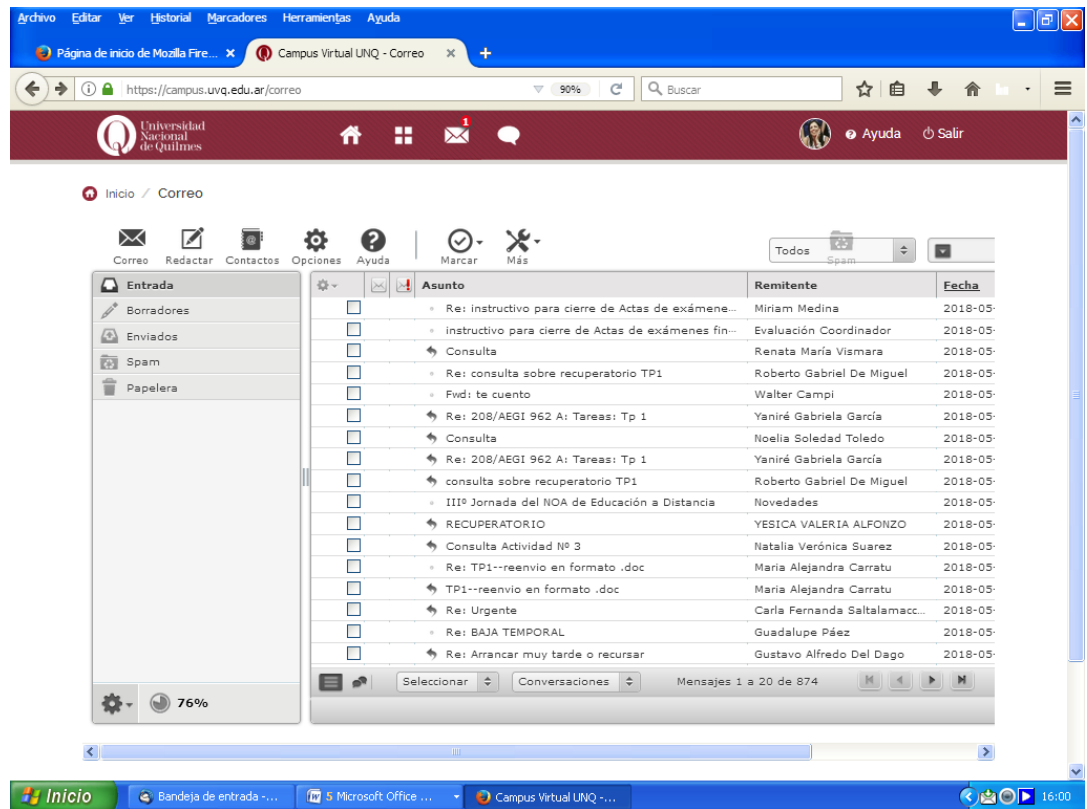 Archivo Editar Ver Historial Marcadores Herramientas Ayuda
Página de inicio de Mozilla Fire... Campus Virtual UNQ - Correo
https://campus.uvq.edu.ar/correo 90% Buscar
Universidad
Nacional
de Quilmes
1
Ayuda Salir
Inicio / Correo
Correo Redactar Contactos Opciones Ayuda Marcar Más Todos Spam
Entrada
Borradores
Enviados
Spam
Papelera
Asunto Remitente Fecha
Re: instructivo para cierre de Actas de exámene... Miriam Medina 2018-05-
instructivo para cierre de Actas de exámenes fin... Evaluación Coordinador 2018-05-
Consulta Renata María Vismara 2018-05-
Re: consulta sobre recuperatorio TP1 Roberto Gabriel De Miguel 2018-05-
Fwd: te cuento Walter Campi 2018-05-
Re: 208/AEGI 962 A: Tareas: Tp 1 Yaniré Gabriela García 2018-05-
Consulta Noelia Soledad Toledo 2018-05-
Re: 208/AEGI 962 A: Tareas: Tp 1 Yaniré Gabriela García 2018-05-
consulta sobre recuperatorio TP1 Roberto Gabriel De Miguel 2018-05-
IIIº Jornada del NOA de Educación a Distancia Novedades 2018-05-
RECUPERATORIO YESICA VALERIA ALFONZO 2018-05-
Consulta Actividad Nº 3 Natalia Verónica Suarez 2018-05-
Re: TP1--reenvio en formato .doc Maria Alejandra Carratu 2018-05-
TP1--reenvio en formato .doc Maria Alejandra Carratu 2018-05-
Re: Urgente Carla Fernanda Saltalamacc... 2018-05-
Re: BAJA TEMPORAL Guadalupe Páez 2018-05-
Re: Arrancar muy tarde o recursar Gustavo Alfredo Del Dago 2018-05-
Seleccionar Conversaciones Mensajes 1 a 20 de 874
76%
Inicio Bandeja de entrada -... 5 Microsoft Office ... Campus Virtual UNQ -... 16:00